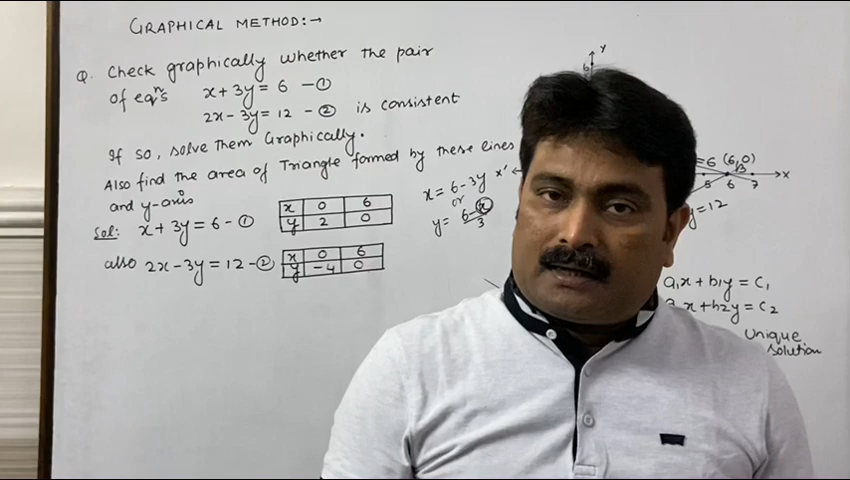 GRAPHICAL METHOD:→
Q. Check graphically whether the pair
of eqⁿs x+3y = 6 – ①
2x – 3y = 12 – ② is consistent
If so, solve them Graphically.
Also find the area of Triangle formed by these lines
and y-axis
Sol: x+3y = 6 – ①
x 0 6
y 2 0
also 2x – 3y = 12 – ②
x 0 6
y –4 0
x = 6 – 3y
or
y = 6–x
3
y
6
x'
=6 (6,0)
5 6 7 x
y=12
a₁x + b₁y = c₁
x + b2y = c₂
Unique
Solution